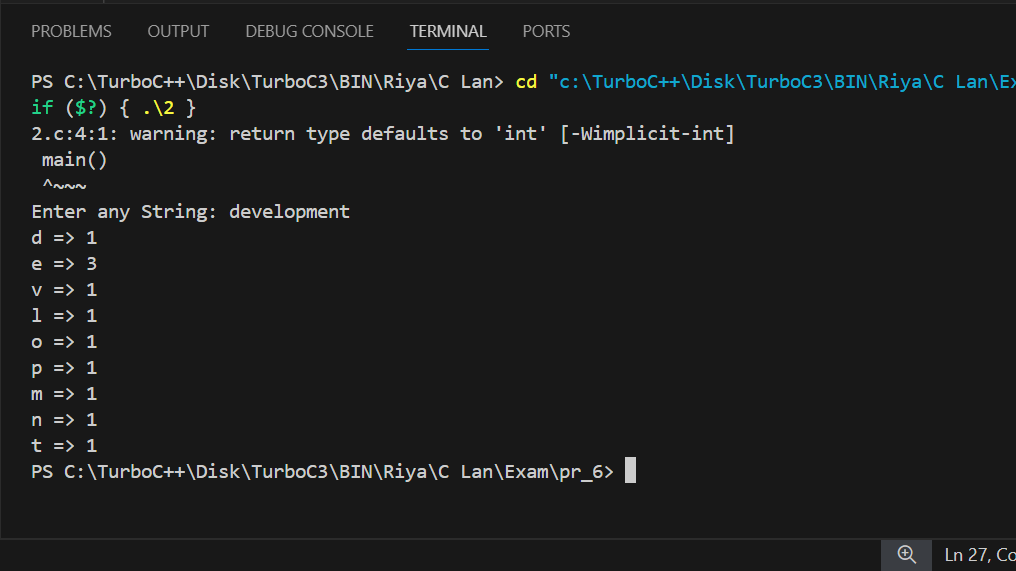 PROBLEMS OUTPUT DEBUG CONSOLE TERMINAL PORTS
PS C:\TurboC++\Disk\TurboC3\BIN\Riya\C Lan> cd "c:\TurboC++\Disk\TurboC3\BIN\Riya\C Lan\Ex
if ($?) { .\2 }
2.c:4:1: warning: return type defaults to 'int' [-Wimplicit-int]
main()
^~~~
Enter any String: development
d => 1
e => 3
v => 1
l => 1
o => 1
p => 1
m => 1
n => 1
t => 1
PS C:\TurboC++\Disk\TurboC3\BIN\Riya\C Lan\Exam\pr_6>
Ln 27, Co